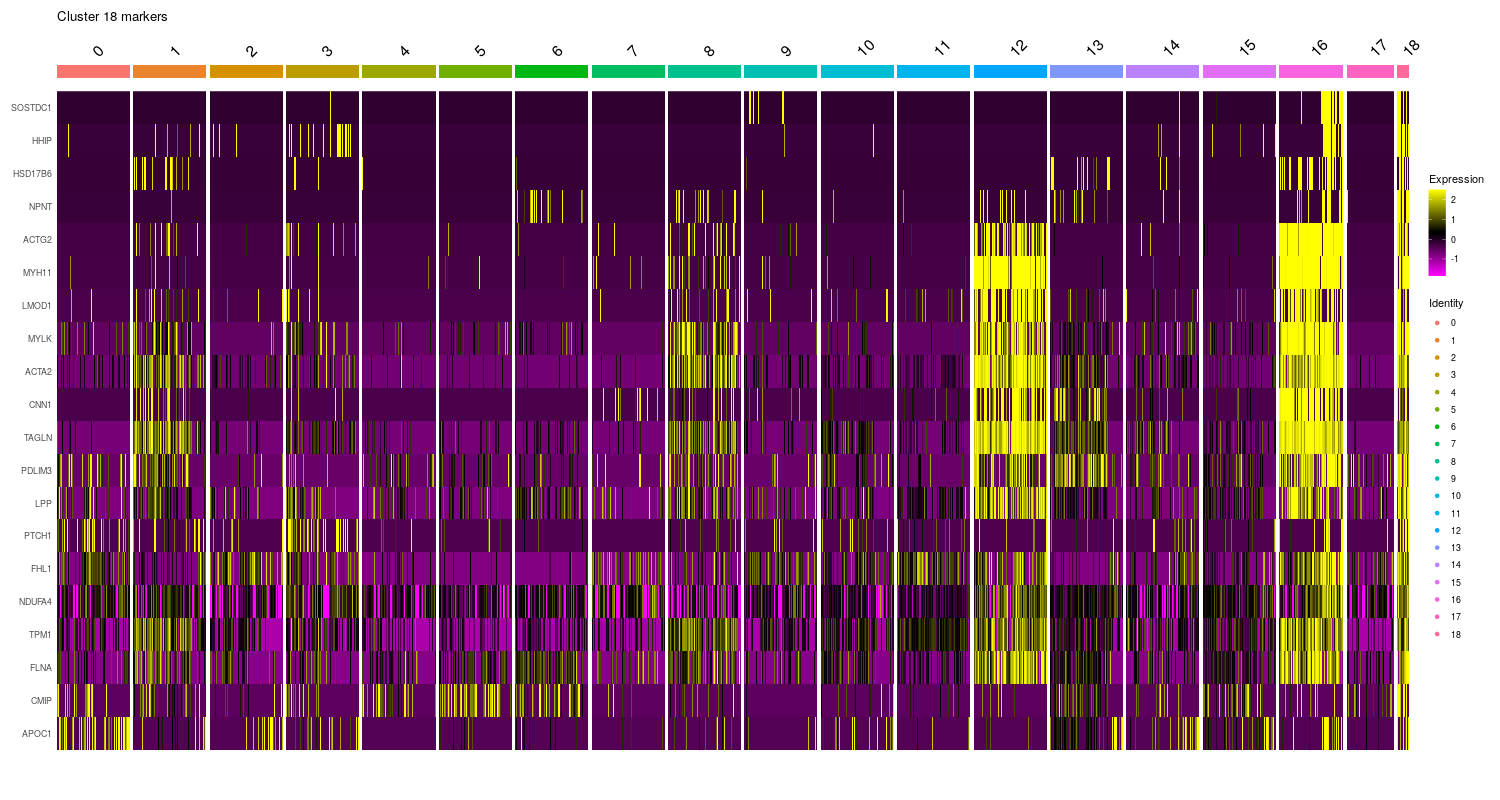 Cluster 18 markers
0 1 2 3 4 5 6 7 8 9 10 11 12 13 14 15 16 17 18
SOSTDC1
HHIP
HSD17B6
NPNT
ACTG2
MYH11
LMOD1
MYLK
ACTA2
CNN1
TAGLN
PDLIM3
LPP
PTCH1
FHL1
NDUFA4
TPM1
FLNA
CMIP
APOC1
Expression
2
1
0
-1
Identity
0
1
2
3
4
5
6
7
8
9
10
11
12
13
14
15
16
17
18